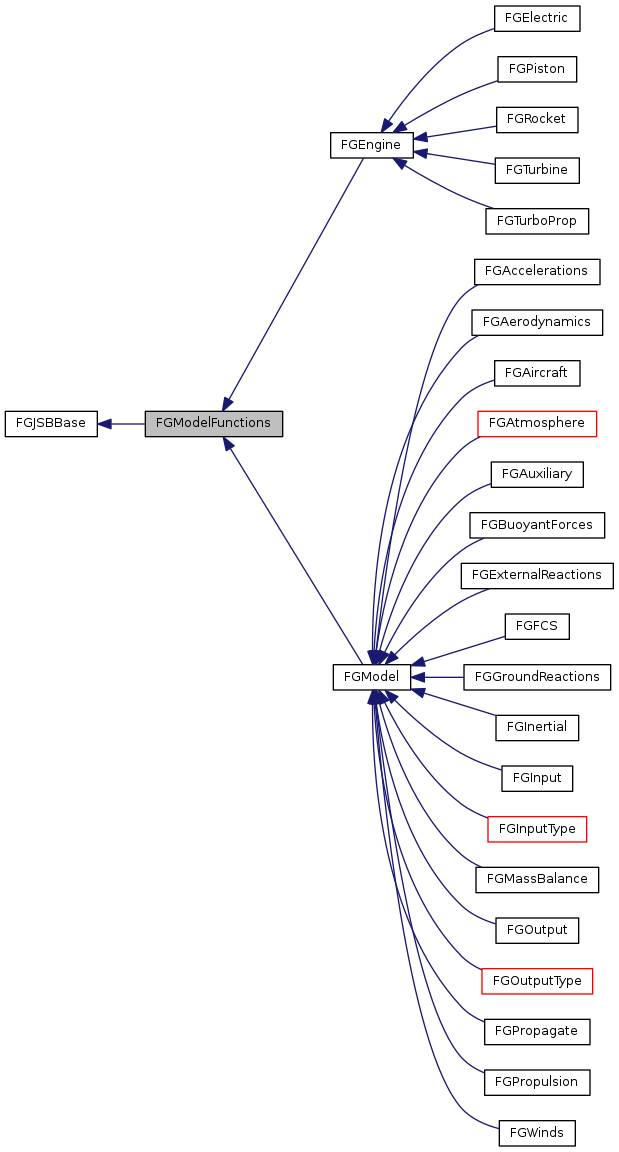 FGElectric
FGPiston
FGRocket
FGEngine
FGTurbine
FGTurboProp
FGAccelerations
FGAerodynamics
FGAircraft
FGJSBBase
FGModelFunctions
FGAtmosphere
FGAuxiliary
FGBuoyantForces
FGExternalReactions
FGFCS
FGModel
FGGroundReactions
FGInertial
FGInput
FGInputType
FGMassBalance
FGOutput
FGOutputType
FGPropagate
FGPropulsion
FGWinds